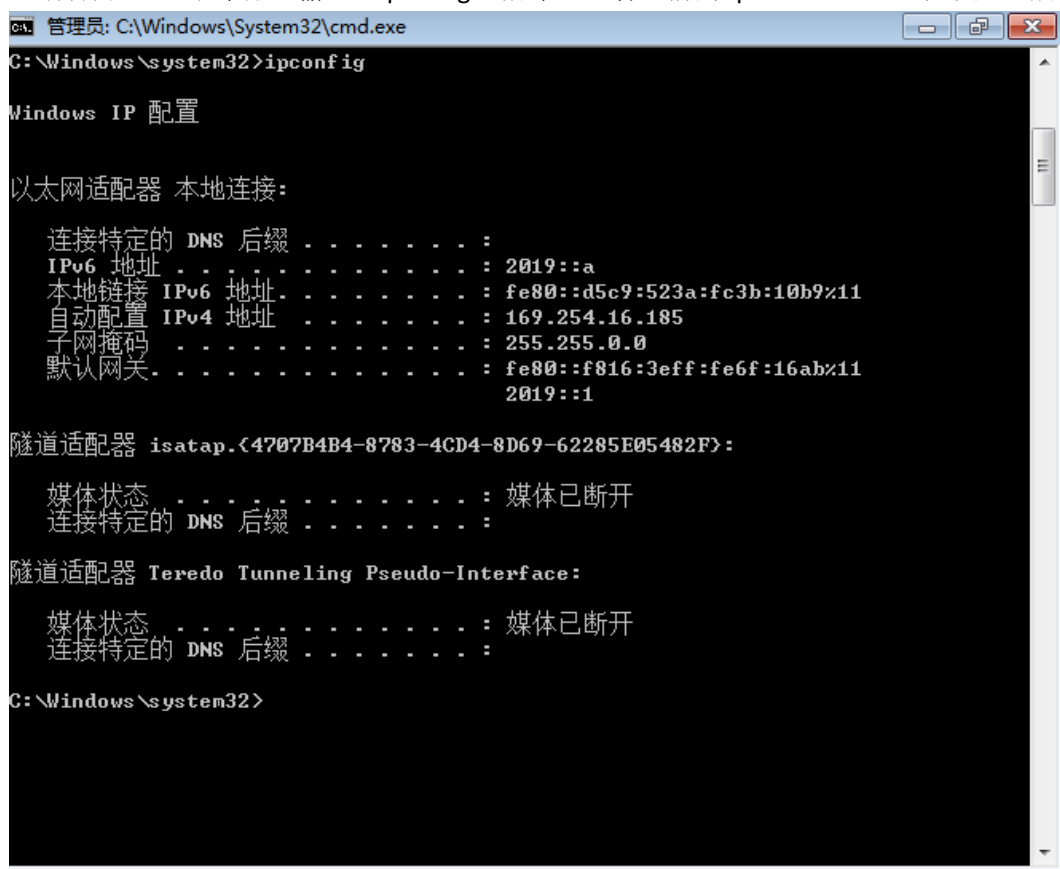 管理员: C:\Windows\System32\cmd.exe
C:\Windows\system32>ipconfig
Windows IP 配置
以太网适配器 本地连接:
连接特定的 DNS 后缀 . . . . . . . :
IPv6 地址 . . . . . . . . . . . . : 2019::a
本地链接 IPv6 地址. . . . . . . . : fe80::d5c9:523a:fc3b:10b9%11
自动配置 IPv4 地址 . . . . . . . : 169.254.16.185
子网掩码 . . . . . . . . . . . . : 255.255.0.0
默认网关. . . . . . . . . . . . . : fe80::f816:3eff:fe6f:16ab%11
2019::1
隧道适配器 isatap.{4707B4B4-8783-4CD4-8D69-62285E05482F}:
媒体状态 . . . . . . . . . . . . : 媒体已断开
连接特定的 DNS 后缀 . . . . . . . :
隧道适配器 Teredo Tunneling Pseudo-Interface:
媒体状态 . . . . . . . . . . . . : 媒体已断开
连接特定的 DNS 后缀 . . . . . . . :
C:\Windows\system32>